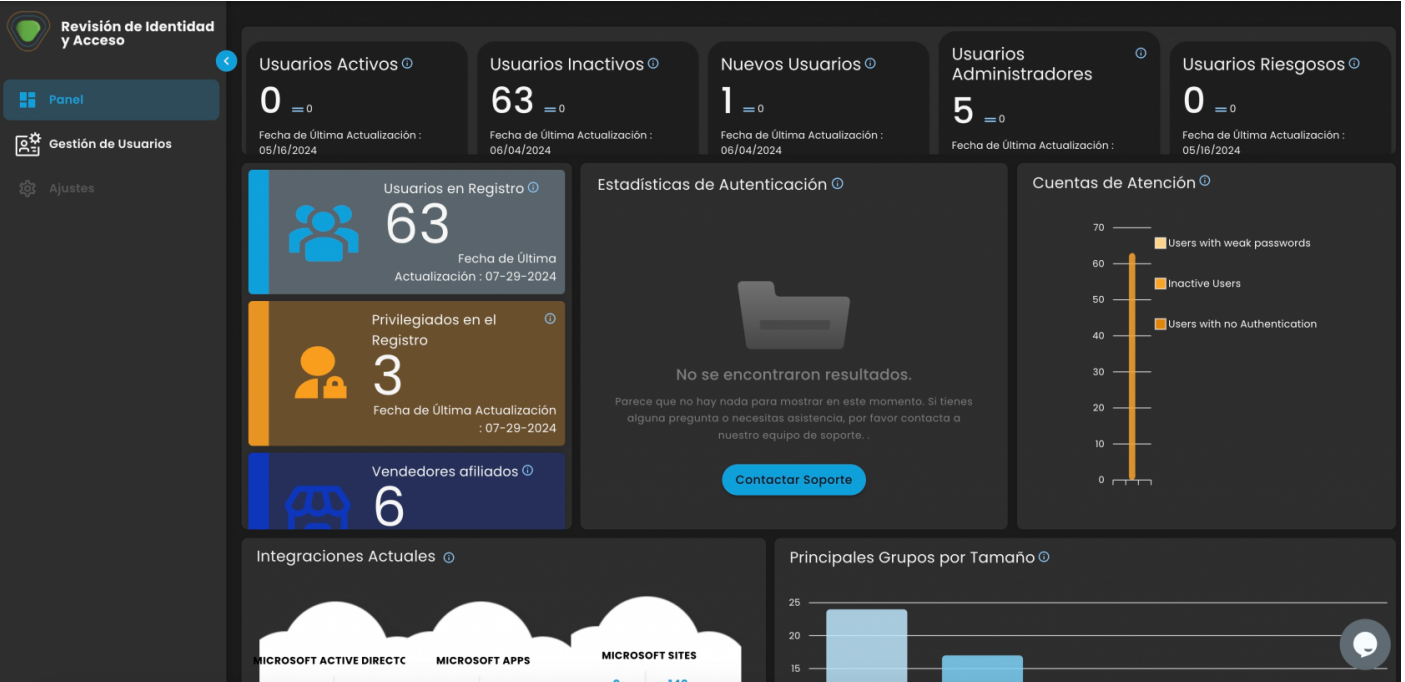 Revisión de Identidad
y Acceso
Panel
Gestión de Usuarios
Ajustes
Usuarios Activos
0 = 0
Fecha de Última Actualización :
05/16/2024
Usuarios Inactivos
63 = 0
Fecha de Última Actualización :
06/04/2024
Nuevos Usuarios
1 = 0
Fecha de Última Actualización :
06/04/2024
Usuarios
Administradores
5 = 0
Fecha de Última Actualización :
Usuarios Riesgosos
0 = 0
Fecha de Última Actualización :
05/16/2024
Usuarios en Registro
63
Fecha de Última
Actualización : 07-29-2024
Privilegiados en el
Registro
3
Fecha de Última Actualización
: 07-29-2024
Vendedores afiliados
6
Estadísticas de Autenticación
No se encontraron resultados.
Parece que no hay nada para mostrar en este momento. Si tienes
alguna pregunta o necesitas asistencia, por favor contacta a
nuestro equipo de soporte. .
Contactar Soporte
Cuentas de Atención
70
60
50
40
30
20
10
0
Users with weak passwords
Inactive Users
Users with no Authentication
Integraciones Actuales
MICROSOFT ACTIVE DIRECTO
MICROSOFT APPS
MICROSOFT SITES
Principales Grupos por Tamaño
25
20
15